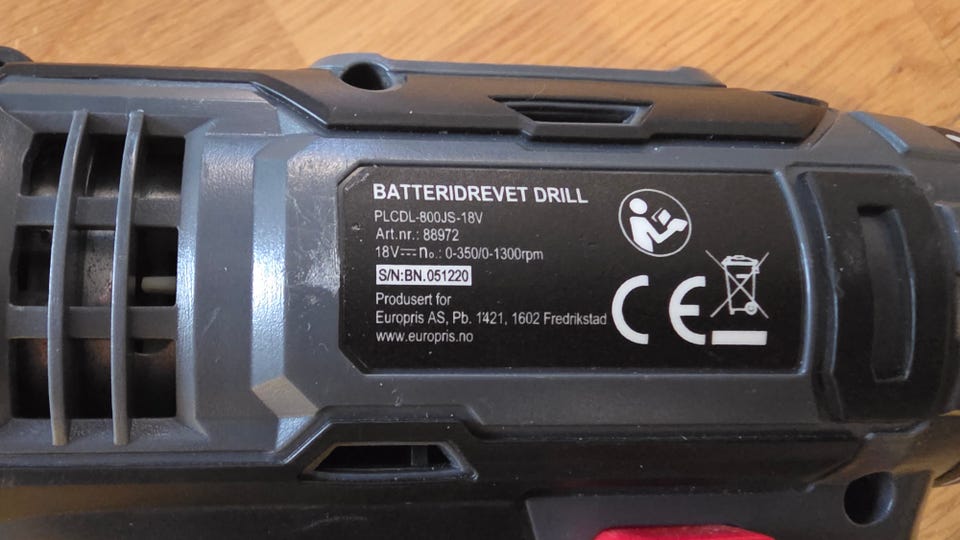 BATTERIDREVET DRILL
PLCDL-800JS-18V
Art.nr.: 88972
18V⎓n₀.: 0-350/0-1300rpm
S/N:BN.051220
Produsert for
Europris AS, Pb. 1421, 1602 Fredrikstad
www.europris.no
CE